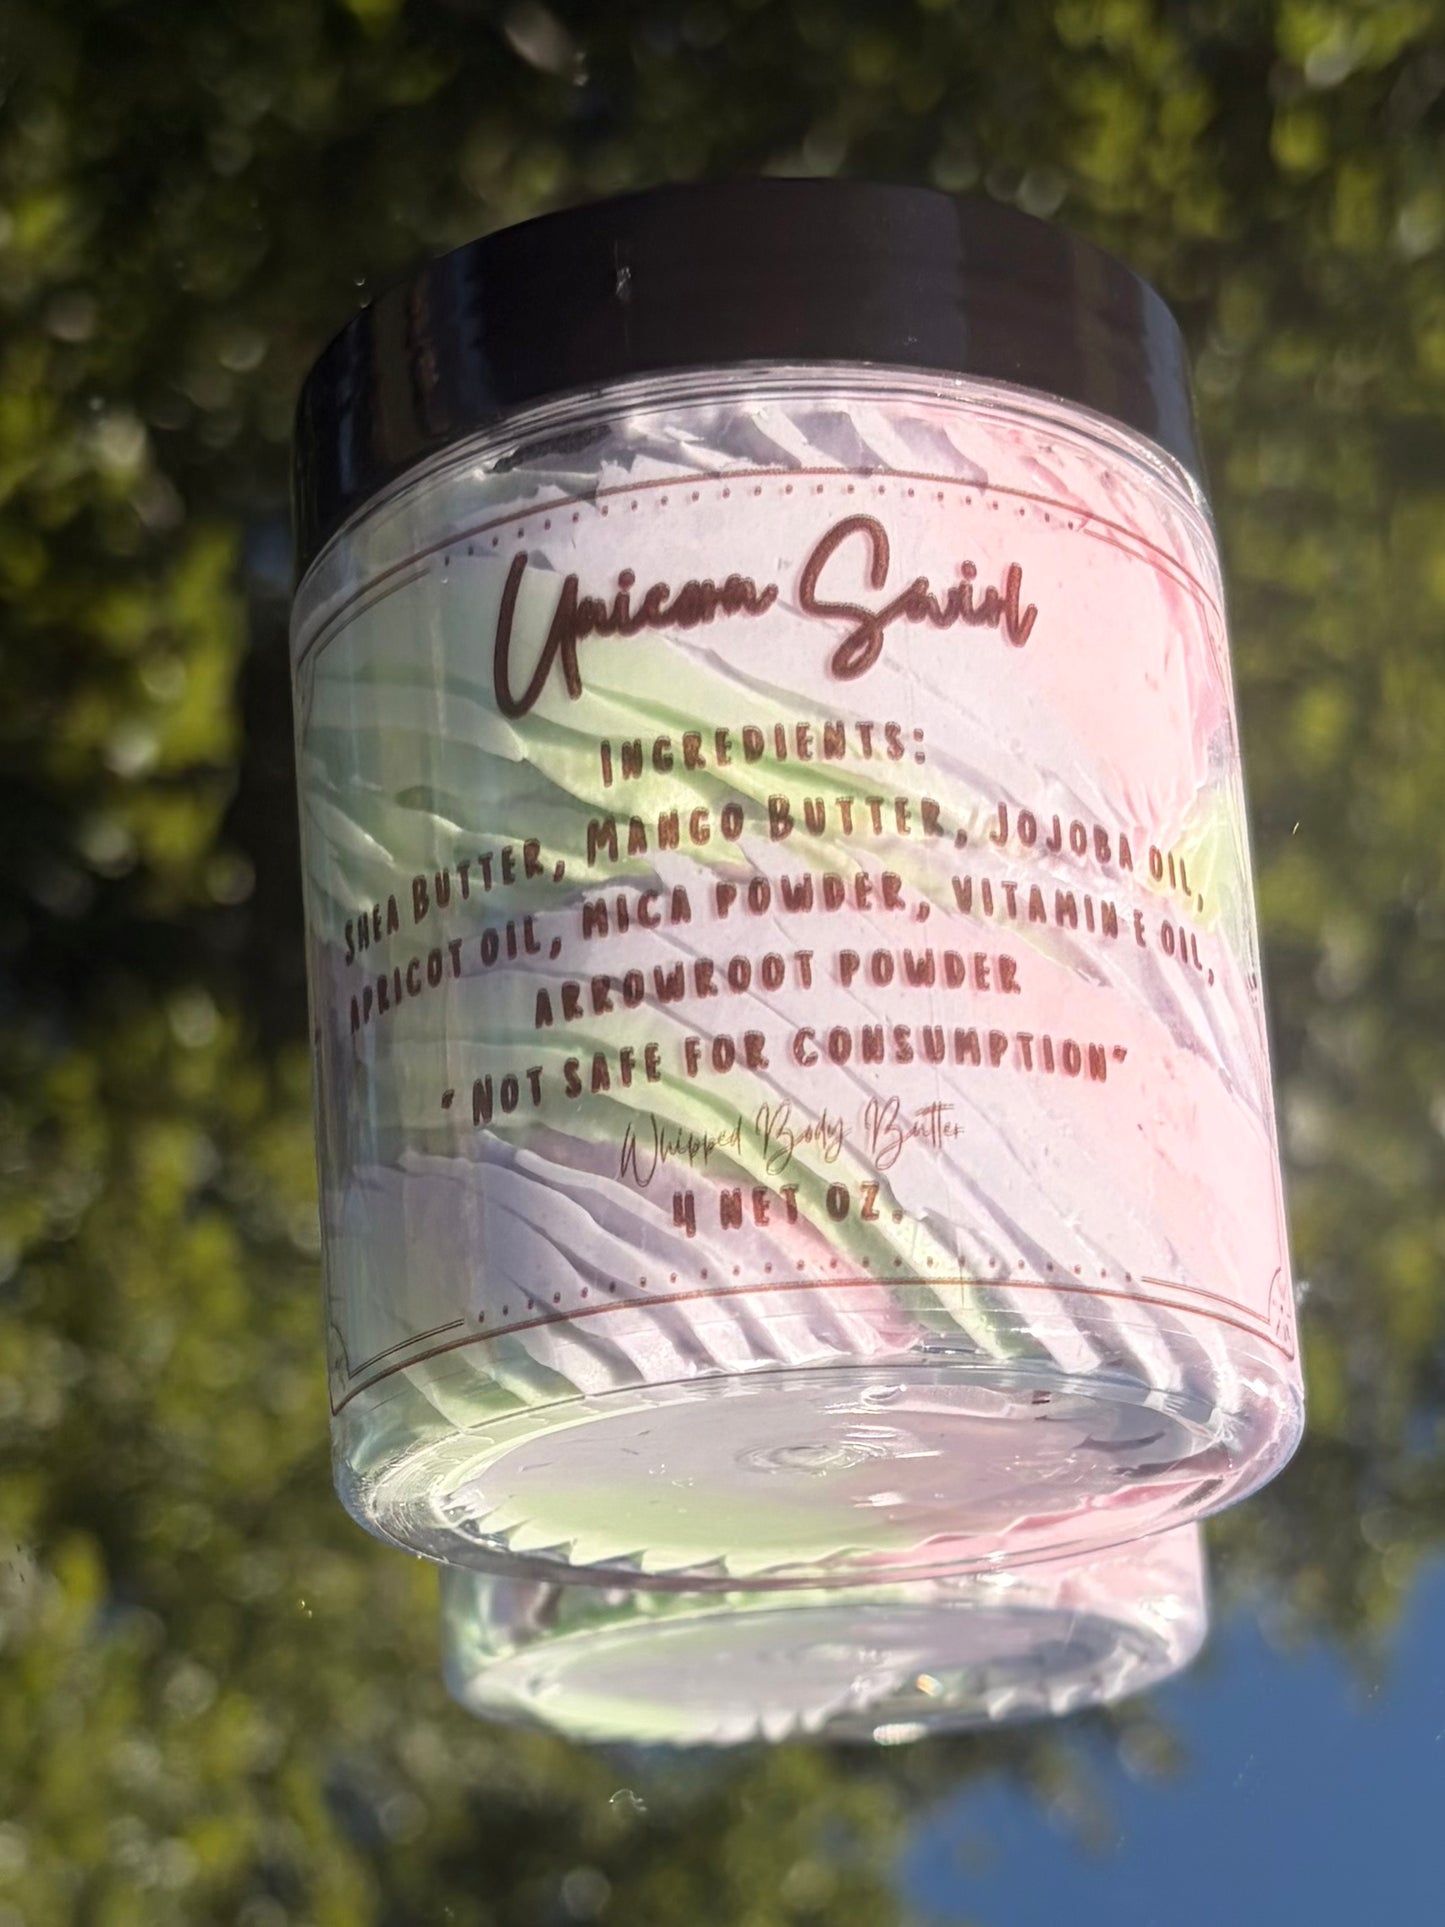 Unicorn Swirl
INGREDIENTS:
SHEA BUTTER, MANGO BUTTER, JOJOBA OIL,
APRICOT OIL, MICA POWDER, VITAMIN E OIL,
ARROWROOT POWDER
"NOT SAFE FOR CONSUMPTION"
Whipped Body Butter
4 NET OZ.